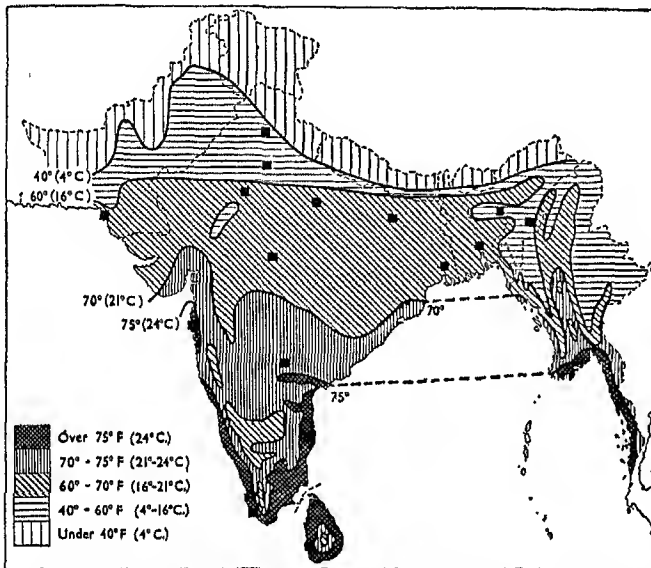 40° (4°C)
60° (16°C)
70° (21°C)
75° (24°C)
70°
75°
Over 75° F (24°C.)
70° - 75° F (21°-24°C)
60° - 70° F (16°-21°C.)
40° - 60° F (4°-16°C.)
Under 40° F (4°C.)